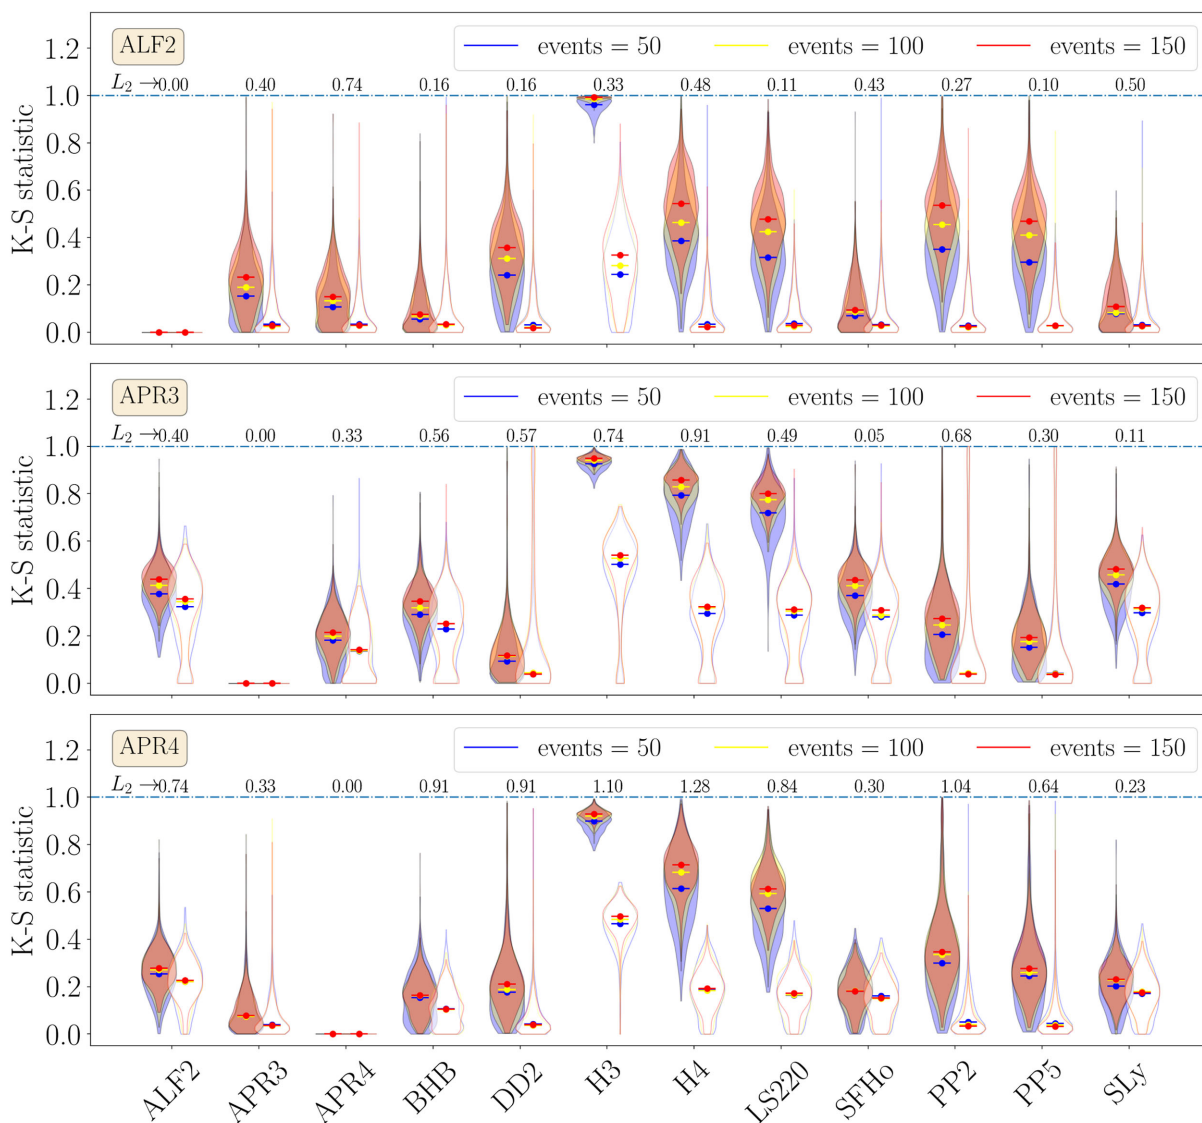 ALF2
events = 50 events = 100 events = 150
L₂ → 0.00 0.40 0.74 0.16 0.16 0.33 0.48 0.11 0.43 0.27 0.10 0.50
K-S statistic
1.2
1.0
0.8
0.6
0.4
0.2
0.0
APR3
events = 50 events = 100 events = 150
L₂ → 0.40 0.00 0.33 0.56 0.57 0.74 0.91 0.49 0.05 0.68 0.30 0.11
K-S statistic
1.2
1.0
0.8
0.6
0.4
0.2
0.0
APR4
events = 50 events = 100 events = 150
L₂ → 0.74 0.33 0.00 0.91 0.91 1.10 1.28 0.84 0.30 1.04 0.64 0.23
K-S statistic
1.2
1.0
0.8
0.6
0.4
0.2
0.0
ALF2 APR3 APR4 BHB DD2 H3 H4 LS220 SFHo PP2 PP5 SLy